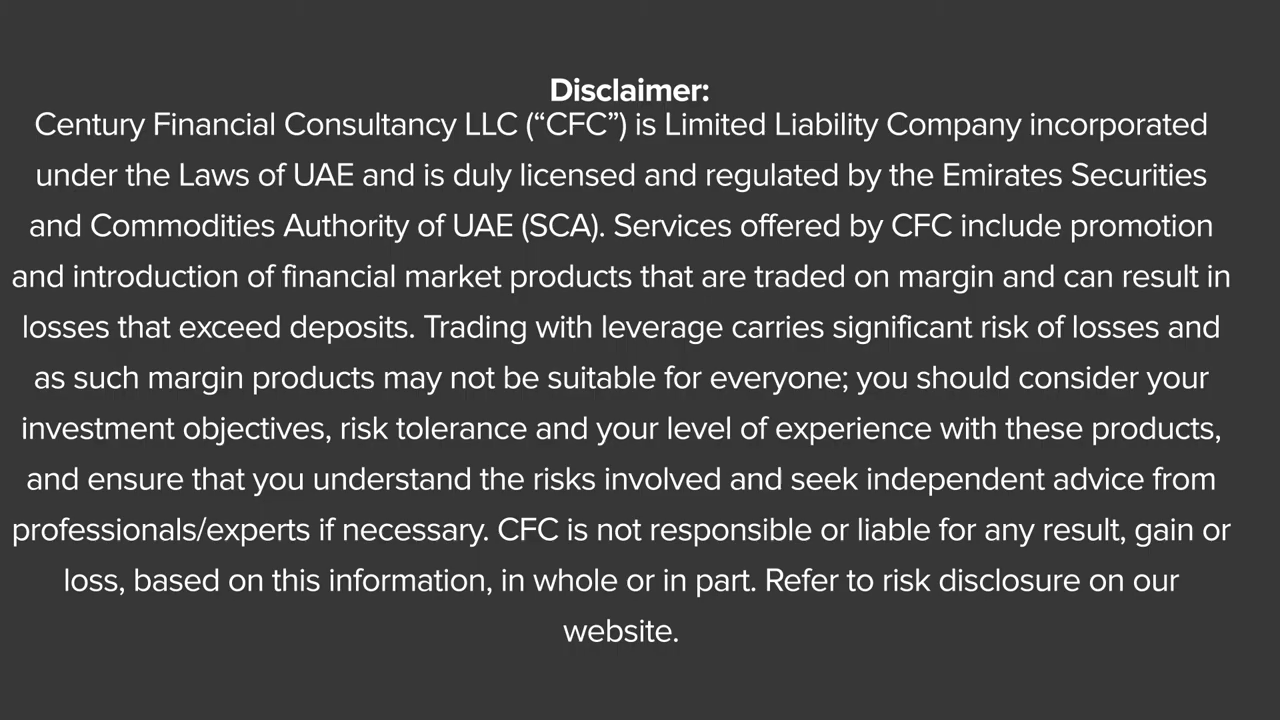 Disclaimer:
Century Financial Consultancy LLC (“CFC”) is Limited Liability Company incorporated
under the Laws of UAE and is duly licensed and regulated by the Emirates Securities
and Commodities Authority of UAE (SCA). Services offered by CFC include promotion
and introduction of financial market products that are traded on margin and can result in
losses that exceed deposits. Trading with leverage carries significant risk of losses and
as such margin products may not be suitable for everyone; you should consider your
investment objectives, risk tolerance and your level of experience with these products,
and ensure that you understand the risks involved and seek independent advice from
professionals/experts if necessary. CFC is not responsible or liable for any result, gain or
loss, based on this information, in whole or in part. Refer to risk disclosure on our
website.